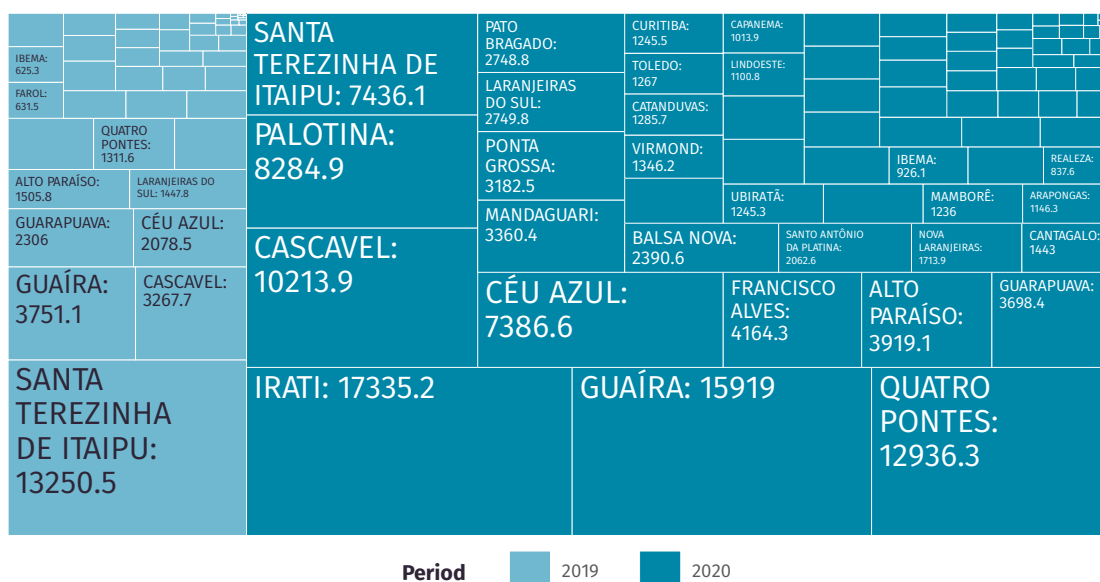 IBEMA:
625.3
FAROL:
631.5
QUATRO
PONTES:
1311.6
ALTO PARAÍSO:
1505.8
LARANJEIRAS DO
SUL: 1447.8
GUARAPUAVA:
2306
CÉU AZUL:
2078.5
GUAÍRA:
3751.1
CASCAVEL:
3267.7
SANTA
TEREZINHA
DE ITAIPU:
13250.5
SANTA
TEREZINHA DE
ITAIPU: 7436.1
PALOTINA:
8284.9
CASCAVEL:
10213.9
PATO
BRAGADO:
2748.8
LARANJEIRAS
DO SUL:
2749.8
PONTA
GROSSA:
3182.5
MANDAGUARI:
3360.4
CURITIBA:
1245.5
TOLEDO:
1267
CATANDUVAS:
1285.7
VIRMOND:
1346.2
CAPANEMA:
1013.9
LINDOESTE:
1100.8
IBEMA:
926.1
REALEZA:
837.6
UBIRATÃ:
1245.3
MAMBORÊ:
1236
ARAPONGAS:
1146.3
BALSA NOVA:
2390.6
SANTO ANTÔNIO
DA PLATINA:
2062.6
NOVA
LARANJEIRAS:
1713.9
CANTAGALO:
1443
CÉU AZUL:
7386.6
FRANCISCO
ALVES:
4164.3
ALTO
PARAÍSO:
3919.1
GUARAPUAVA:
3698.4
IRATI: 17335.2
GUAÍRA: 15919
QUATRO
PONTES:
12936.3
Period
2019
2020